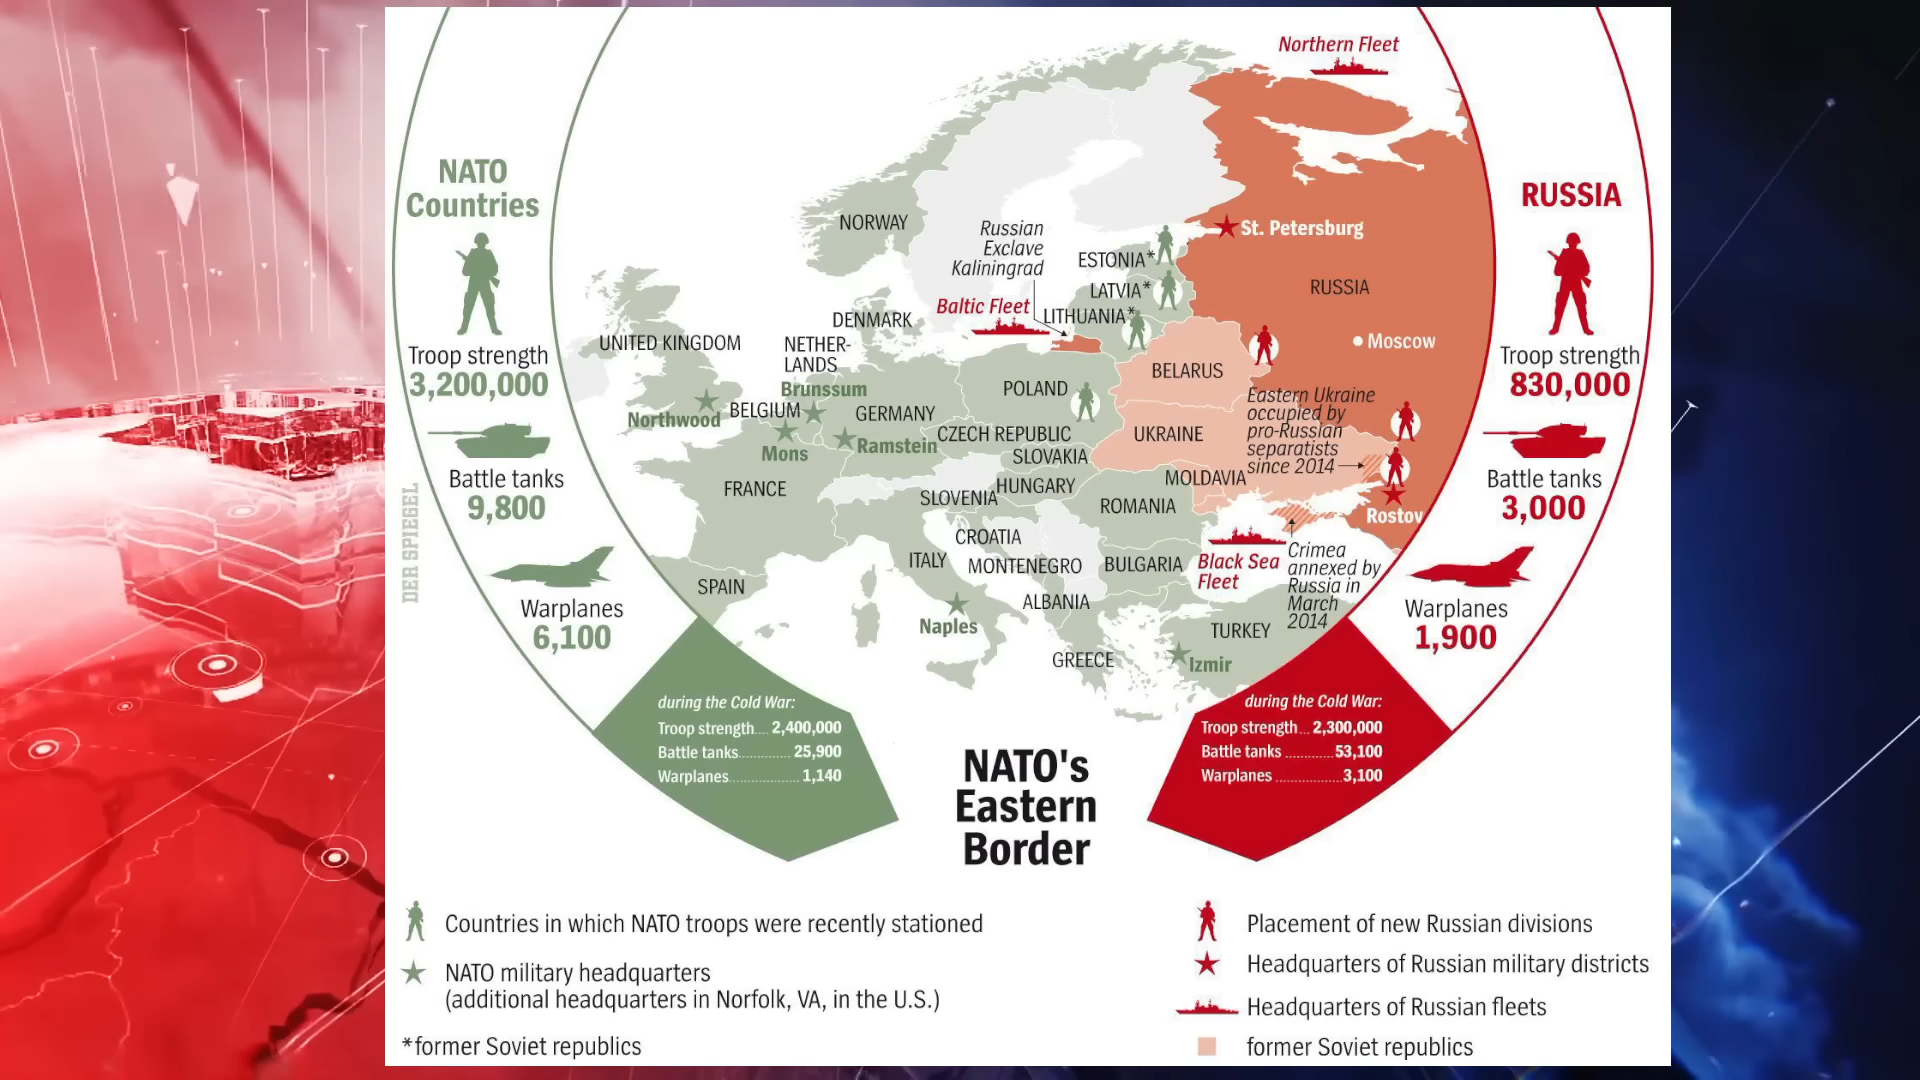 NATO
Countries
Troop strength
3,200,000
Battle tanks
9,800
Warplanes
6,100
DER SPIEGEL
during the Cold War:
Troop strength.... 2,400,000
Battle tanks............ 25,900
Warplanes................ 1,140
Northern Fleet
NORWAY
Russian
Exclave
Kaliningrad
Baltic Fleet
St. Petersburg
ESTONIA*
LATVIA*
LITHUANIA*
RUSSIA
Moscow
DENMARK
UNITED KINGDOM
NETHER-
LANDS
Brunssum
Northwood
BELGIUM
GERMANY
Mons
Ramstein
POLAND
BELARUS
CZECH REPUBLIC
SLOVAKIA
UKRAINE
Eastern Ukraine
occupied by
pro-Russian
separatists
since 2014
FRANCE
SLOVENIA
HUNGARY
MOLDAVIA
ROMANIA
Rostov
CROATIA
ITALY
MONTENEGRO
BULGARIA
Black Sea
Fleet
Crimea
annexed by
Russia in
March
2014
SPAIN
ALBANIA
Naples
GREECE
TURKEY
Izmir
RUSSIA
Troop strength
830,000
Battle tanks
3,000
Warplanes
1,900
during the Cold War:
Troop strength... 2,300,000
Battle tanks ...........53,100
Warplanes ...............3,100
NATO's
Eastern
Border
Countries in which NATO troops were recently stationed
NATO military headquarters
(additional headquarters in Norfolk, VA, in the U.S.)
*former Soviet republics
Placement of new Russian divisions
Headquarters of Russian military districts
Headquarters of Russian fleets
former Soviet republics